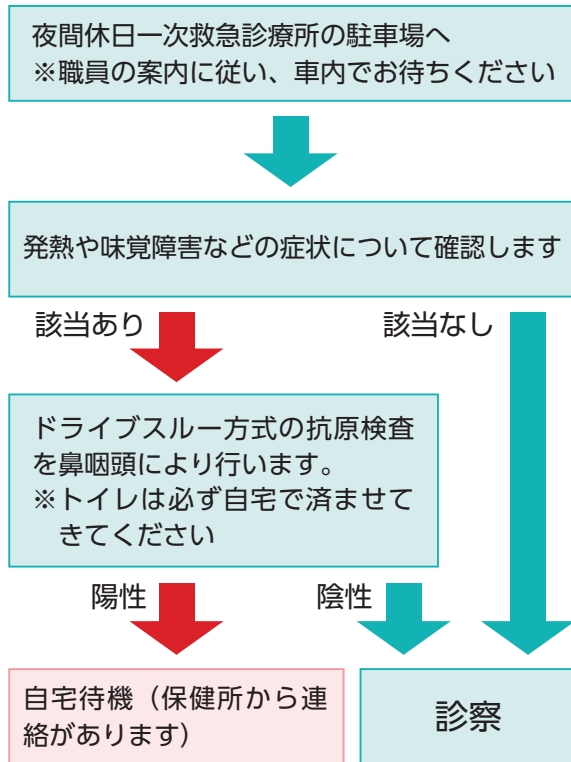 夜間休日一次救急診療所の駐車場へ
※職員の案内に従い、車内でお待ちください
発熱や味覚障害などの症状について確認します
該当あり
該当なし
ドライブスルー方式の抗原検査
を鼻咽頭により行います。
※トイレは必ず自宅で済ませて
きてください
陽性
陰性
自宅待機（保健所から連
絡があります）
診察